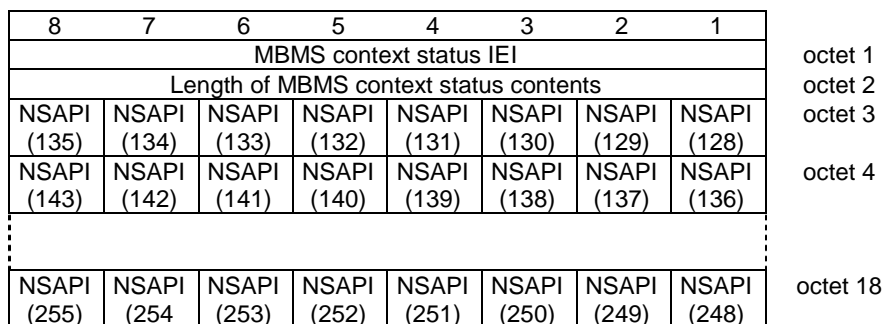 8 7 6 5 4 3 2 1
MBMS context status IEI octet 1
Length of MBMS context status contents octet 2
NSAPI NSAPI NSAPI NSAPI NSAPI NSAPI NSAPI NSAPI octet 3
(135) (134) (133) (132) (131) (130) (129) (128)
NSAPI NSAPI NSAPI NSAPI NSAPI NSAPI NSAPI NSAPI octet 4
(143) (142) (141) (140) (139) (138) (137) (136)
NSAPI NSAPI NSAPI NSAPI NSAPI NSAPI NSAPI NSAPI octet 18
(255) (254 (253) (252) (251) (250) (249) (248)